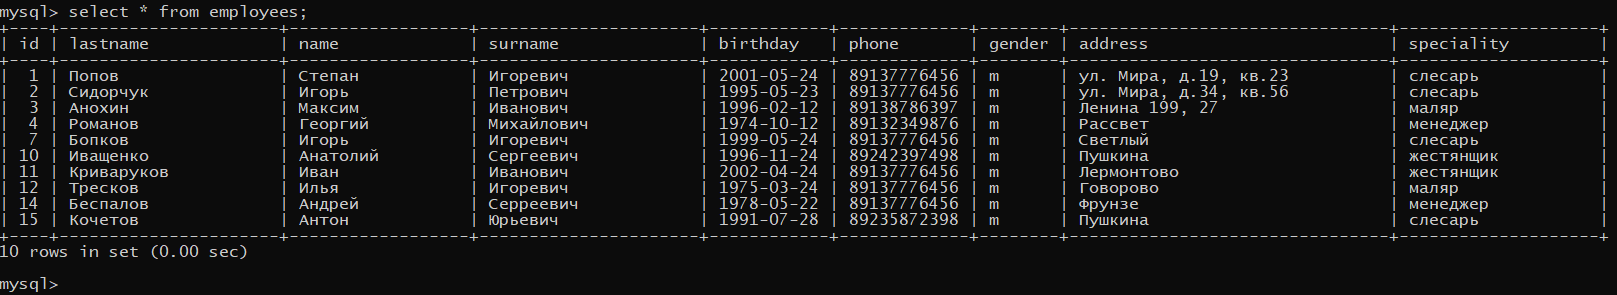 mysql> select * from employees;
+----+----------------------+------------------+----------------------+------------+-------------+--------+--------------------------------+--------------------+
| id | lastname             | name             | surname              | birthday   | phone       | gender | address                        | speciality         |
+----+----------------------+------------------+----------------------+------------+-------------+--------+--------------------------------+--------------------+
|  1 | Попов                | Степан           | Игоревич             | 2001-05-24 | 89137776456 | m      | ул. Мира, д.19, кв.23          | слесарь            |
|  2 | Сидорчук             | Игорь            | Петрович             | 1995-05-23 | 89137776456 | m      | ул. Мира, д.34, кв.56          | слесарь            |
|  3 | Анохин               | Максим           | Иванович             | 1996-02-12 | 89138786397 | m      | Ленина 199, 27                 | маляр              |
|  4 | Романов              | Георгий          | Михайлович           | 1974-10-12 | 89132349876 | m      | Рассвет                        | менеджер           |
|  7 | Бопков               | Игорь            | Игоревич             | 1999-05-24 | 89137776456 | m      | Светлый                        | слесарь            |
| 10 | Иващенко             | Анатолий         | Сергеевич            | 1996-11-24 | 89242397498 | m      | Пушкина                        | жестянщик          |
| 11 | Криваруков           | Иван             | Иванович             | 2002-04-24 | 89137776456 | m      | Лермонтово                     | жестянщик          |
| 12 | Тресков              | Илья             | Игоревич             | 1975-03-24 | 89137776456 | m      | Говорово                       | маляр              |
| 14 | Беспалов             | Андрей           | Серреевич            | 1978-05-22 | 89137776456 | m      | Фрунзе                         | менеджер           |
| 15 | Кочетов              | Антон            | Юрьевич              | 1991-07-28 | 89235872398 | m      | Пушкина                        | слесарь            |
+----+----------------------+------------------+----------------------+------------+-------------+--------+--------------------------------+--------------------+
10 rows in set (0.00 sec)
mysql>